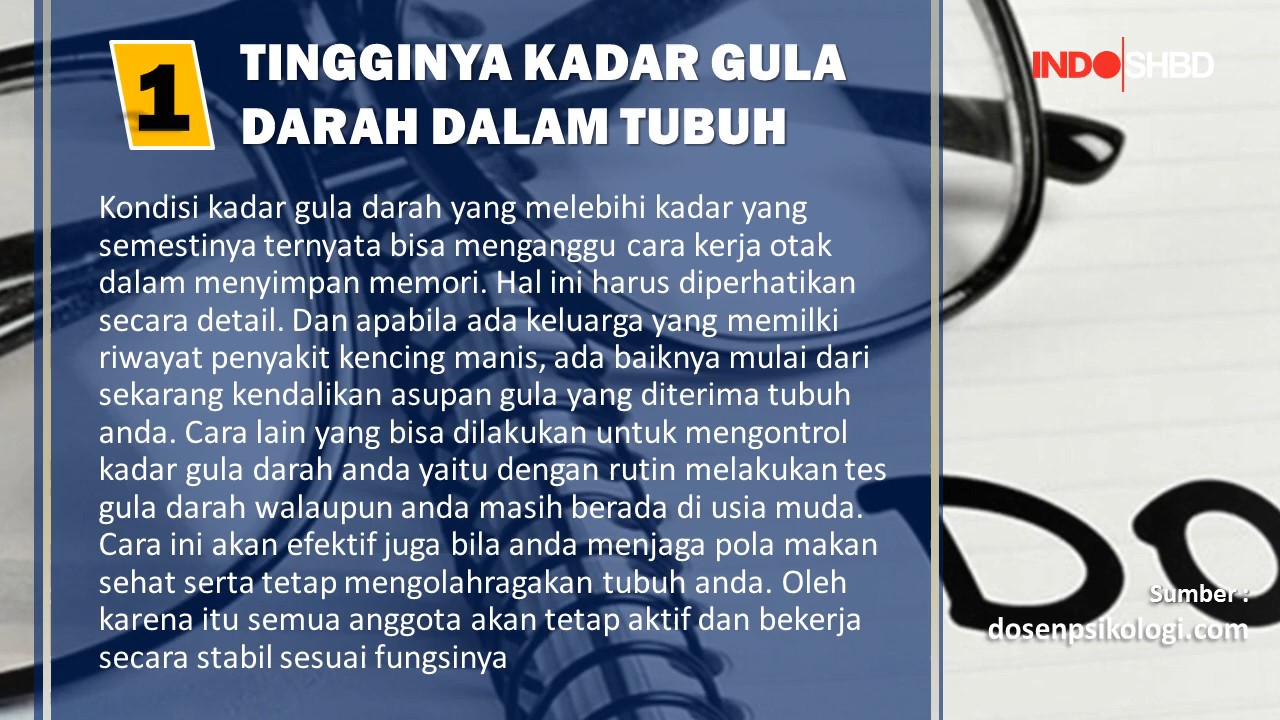 1
TINGGINYA KADAR GULA
DARAH DALAM TUBUH
INDO SHBD
Kondisi kadar gula darah yang melebihi kadar yang
semestinya ternyata bisa menganggu cara kerja otak
dalam menyimpan memori. Hal ini harus diperhatikan
secara detail. Dan apabila ada keluarga yang memilki
riwayat penyakit kencing manis, ada baiknya mulai dari
sekarang kendalikan asupan gula yang diterima tubuh
anda. Cara lain yang bisa dilakukan untuk mengontrol
kadar gula darah anda yaitu dengan rutin melakukan tes
gula darah walaupun anda masih berada di usia muda.
Cara ini akan efektif juga bila anda menjaga pola makan
sehat serta tetap mengolahragakan tubuh anda. Oleh
karena itu semua anggota akan tetap aktif dan bekerja
secara stabil sesuai fungsinya
Do
Sumber :
dosenpsikologi.com